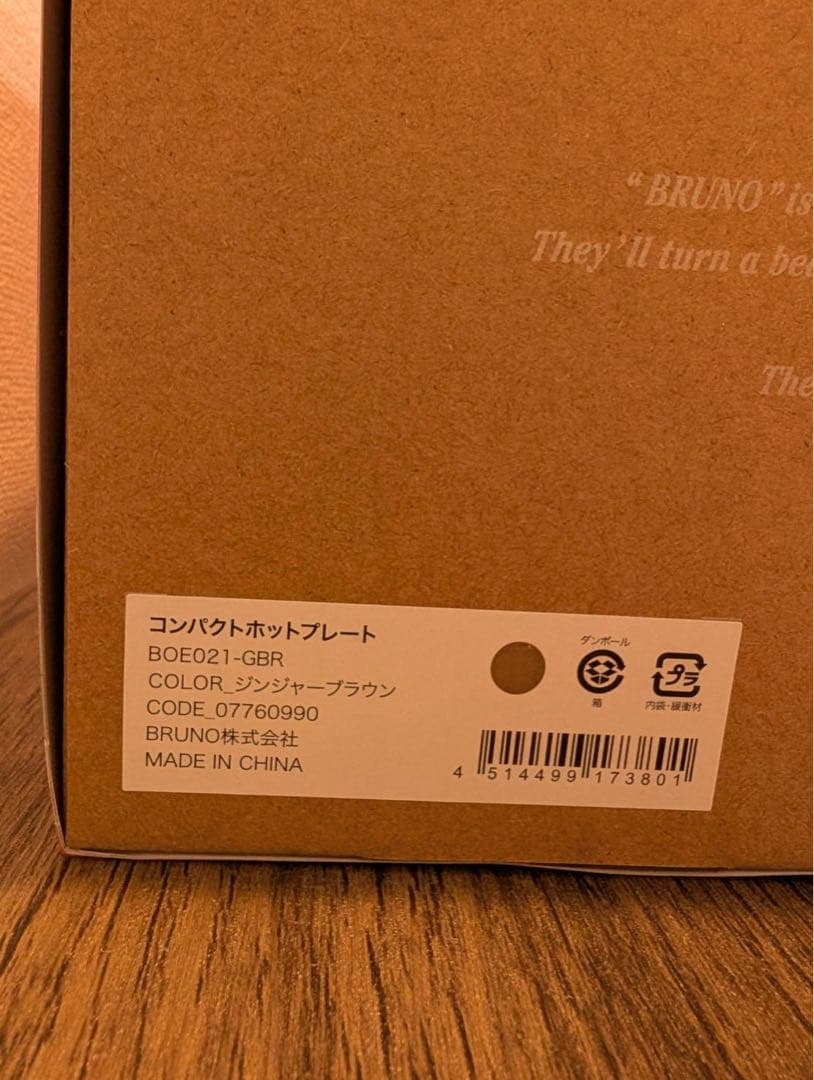 “BRUNO” is
They’ll turn a
コンパクトホットプレート
BOE021-GBR
COLOR_ジンジャーブラウン
CODE_07760990
BRUNO株式会社
MADE IN CHINA
ダンボール
箱
プラ
内袋・緩衝材
4 514499 173801